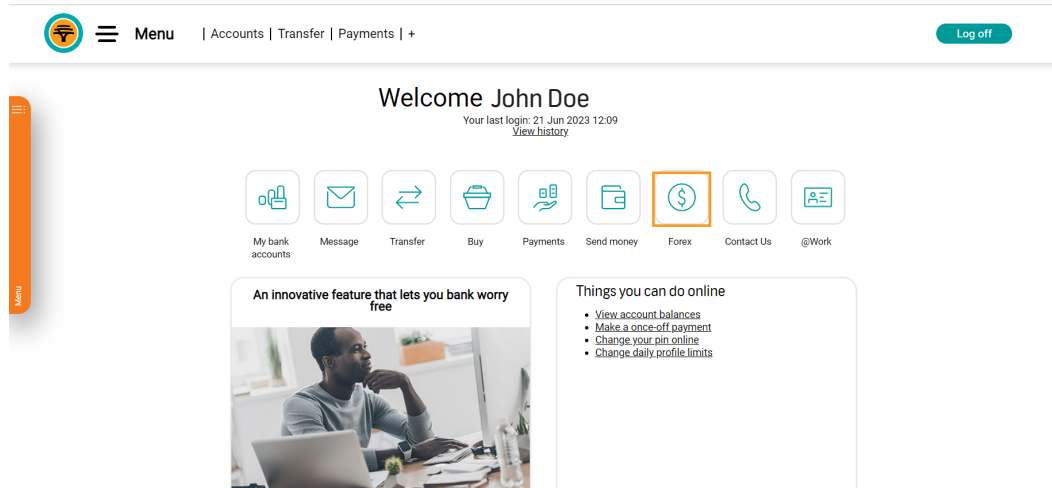 Menu | Accounts | Transfer | Payments | +
Log off
Welcome John Doe
Your last login: 21 Jun 2023 12:09
View history
My bank
accounts
Message
Transfer
Buy
Payments
Send money
Forex
Contact Us
@Work
Menu
An innovative feature that lets you bank worry
free
Things you can do online
View account balances
Make a once-off payment
Change your pin online
Change daily profile limits